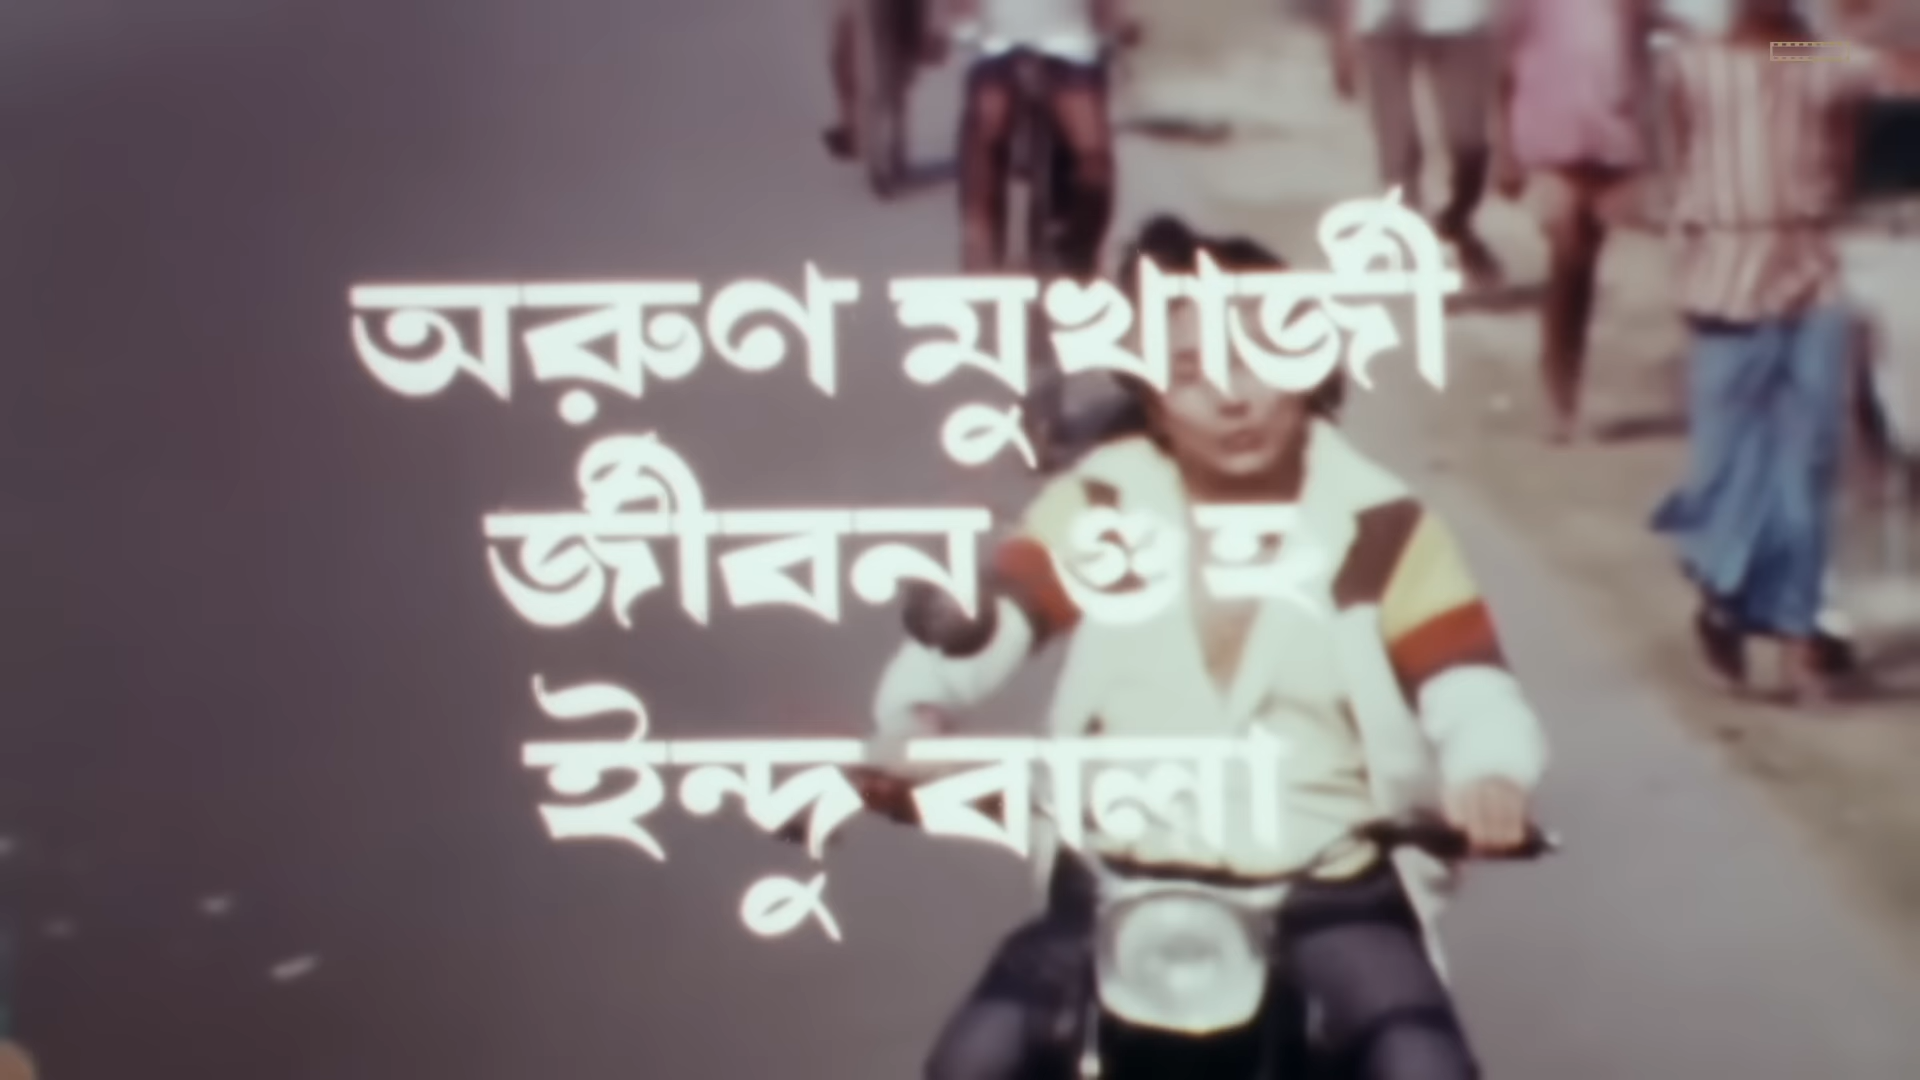 অরুণ মুখার্জী
জীবন গুহ
ইন্দু বালা